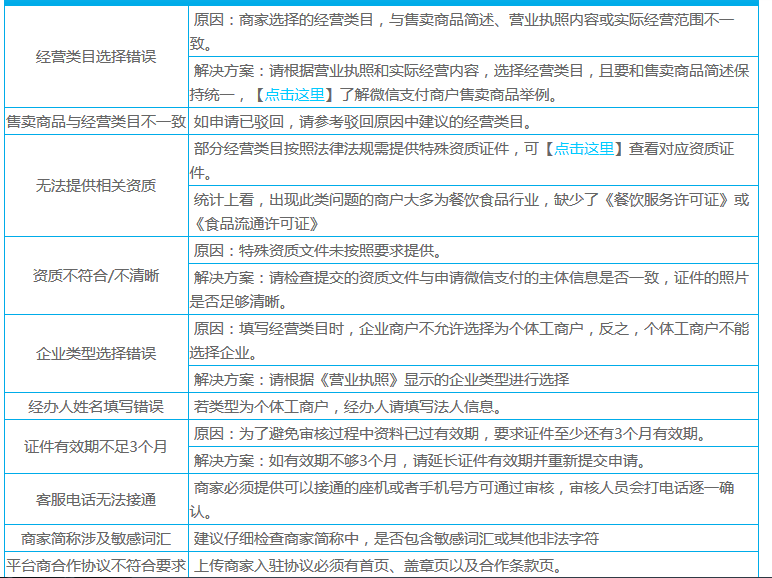 经营类目选择错误
原因：商家选择的经营类目，与售卖商品简述、营业执照内容或实际经营范围不一
致。
解决方案：请根据营业执照和实际经营内容，选择经营类目，且要和售卖商品简述保
持统一，【点击这里】了解微信支付商户售卖商品举例。
售卖商品与经营类目不一致
如申请已驳回，请参考驳回原因中建议的经营类目。
无法提供相关资质
部分经营类目按照法律法规需提供特殊资质证件，可【点击这里】查看对应资质证
件。
统计上看，出现此类问题的商户大多为餐饮食品行业，缺少了《餐饮服务许可证》或
《食品流通许可证》
资质不符合/不清晰
原因：特殊资质文件未按照要求提供。
解决方案：请检查提交的资质文件与申请微信支付的主体信息是否一致，证件的照片
是否足够清晰。
企业类型选择错误
原因：填写经营类目时，企业商户不允许选择为个体工商户，反之，个体工商户不能
选择企业。
解决方案：请根据《营业执照》显示的企业类型进行选择
经办人姓名填写错误
若类型为个体工商户，经办人请填写法人信息。
证件有效期不足3个月
原因：为了避免审核过程中资料已过有效期，要求证件至少还有3个月有效期。
解决方案：如有效期不够3个月，请延长证件有效期并重新提交申请。
客服电话无法接通
商家必须提供可以接通的座机或者手机号方可通过审核，审核人员会打电话逐一确
认。
商家简称涉及敏感词汇
建议仔细检查商家简称中，是否包含敏感词汇或其他非法字符
平台商合作协议不符合要求
上传商家入驻协议必须有首页、盖章页以及合作条款页。